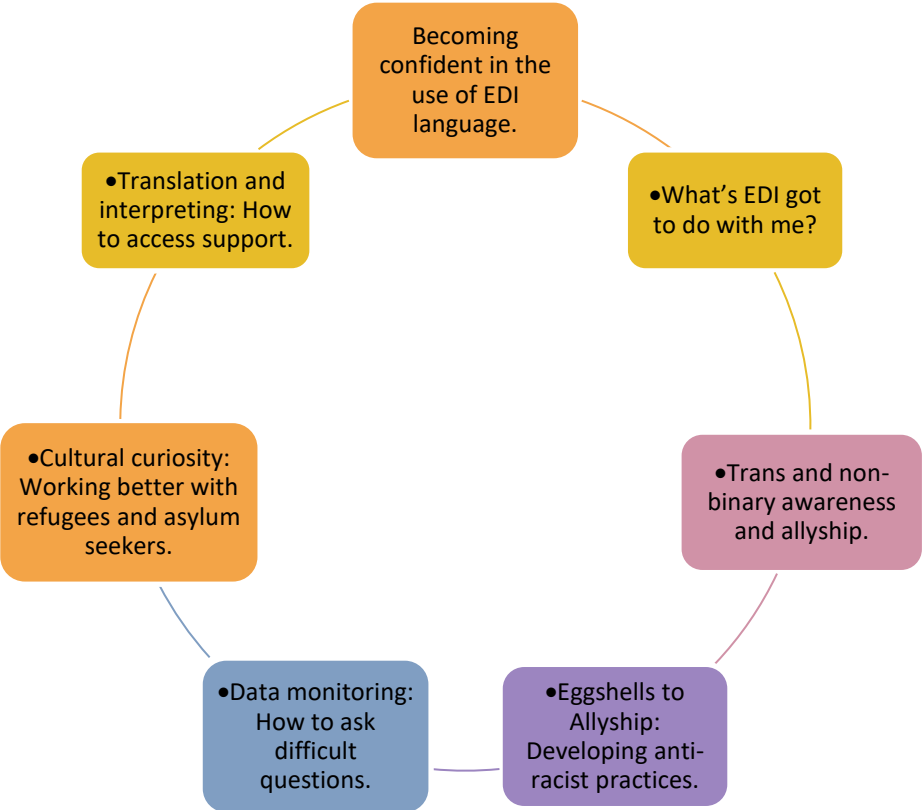 Becoming
confident in the
use of EDI
language.
•What’s EDI got
to do with me?
•Trans and non-
binary awareness
and allyship.
•Eggshells to
Allyship:
Developing anti-
racist practices.
•Data monitoring:
How to ask
difficult
questions.
•Cultural curiosity:
Working better with
refugees and asylum
seekers.
•Translation and
interpreting: How
to access support.